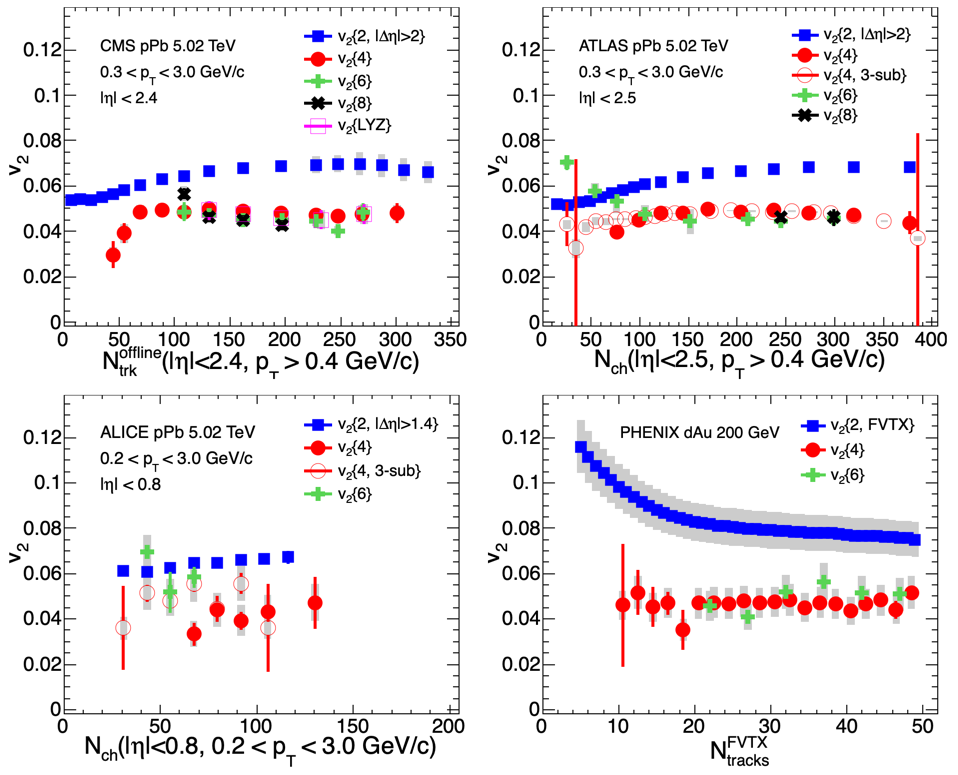 CMS pPb 5.02 TeV
0.3 < p_T < 3.0 GeV/c
|η| < 2.4
v₂{2, |Δη|>2}
v₂{4}
v₂{6}
v₂{8}
v₂{LYZ}
v₂
0.12
0.1
0.08
0.06
0.04
0.02
0
0 50 100 150 200 250 300 350
N_trk^offline(|η|<2.4, p_T > 0.4 GeV/c)
ATLAS pPb 5.02 TeV
0.3 < p_T < 3.0 GeV/c
|η| < 2.5
v₂{2, |Δη|>2}
v₂{4}
v₂{4, 3-sub}
v₂{6}
v₂{8}
v₂
0.12
0.1
0.08
0.06
0.04
0.02
0
0 50 100 150 200 250 300 350 400
N_ch(|η|<2.5, p_T > 0.4 GeV/c)
ALICE pPb 5.02 TeV
0.2 < p_T < 3.0 GeV/c
|η| < 0.8
v₂{2, |Δη|>1.4}
v₂{4}
v₂{4, 3-sub}
v₂{6}
v₂
0.12
0.1
0.08
0.06
0.04
0.02
0
0 50 100 150 200
N_ch(|η|<0.8, 0.2 < p_T < 3.0 GeV/c)
PHENIX dAu 200 GeV
v₂{2, FVTX}
v₂{4}
v₂{6}
v₂
0.12
0.1
0.08
0.06
0.04
0.02
0
0 10 20 30 40 50
N_tracks^FVTX